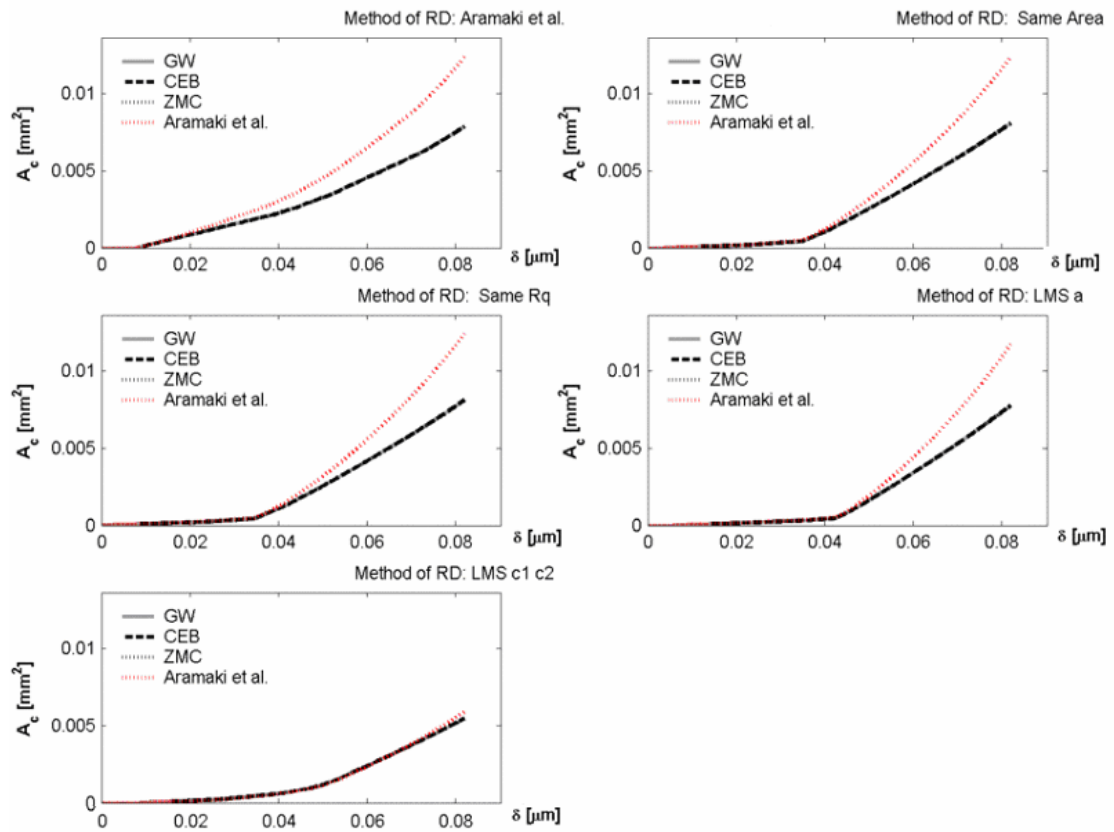 Method of RD: Aramaki et al.
GW
CEB
ZMC
Aramaki et al.
0.01
0.005
0
A_c [mm²]
0.02
0.04
0.06
0.08
δ [μm]
Method of RD: Same Area
GW
CEB
ZMC
Aramaki et al.
0.01
0.005
0
A_c [mm²]
0
0.02
0.04
0.06
0.08
δ [μm]
Method of RD: Same Rq
GW
CEB
ZMC
Aramaki et al.
0.01
0.005
0
A_c [mm²]
0
0.02
0.04
0.06
0.08
δ [μm]
Method of RD: LMS a
GW
CEB
ZMC
Aramaki et al.
0.01
0.005
0
A_c [mm²]
0
0.02
0.04
0.06
0.08
δ [μm]
Method of RD: LMS c1 c2
GW
CEB
ZMC
Aramaki et al.
0.01
0.005
0
A_c [mm²]
0
0.02
0.04
0.06
0.08
δ [μm]